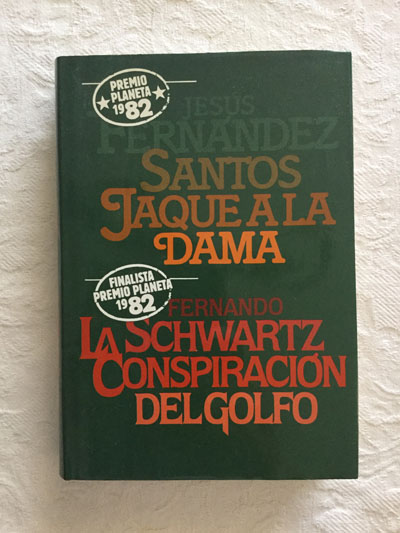 PREMIO
PLANETA
1982
JESÚS
FERNÁNDEZ
SANTOS
JAQUE A LA
DAMA
FINALISTA
PREMIO PLANETA
1982
FERNANDO
SCHWARTZ
LA
CONSPIRACIÓN
DEL GOLFO